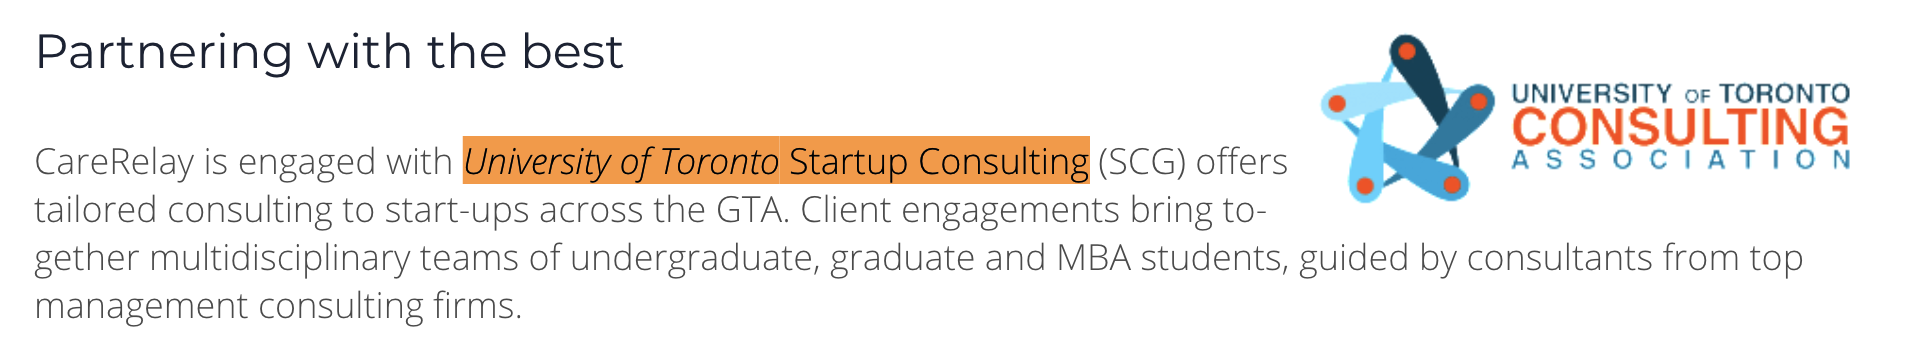 Partnering with the best
UNIVERSITY OF TORONTO
CONSULTING
ASSOCIATION
CareRelay is engaged with University of Toronto Startup Consulting (SCG) offers
tailored consulting to start-ups across the GTA. Client engagements bring to-
gether multidisciplinary teams of undergraduate, graduate and MBA students, guided by consultants from top
management consulting firms.